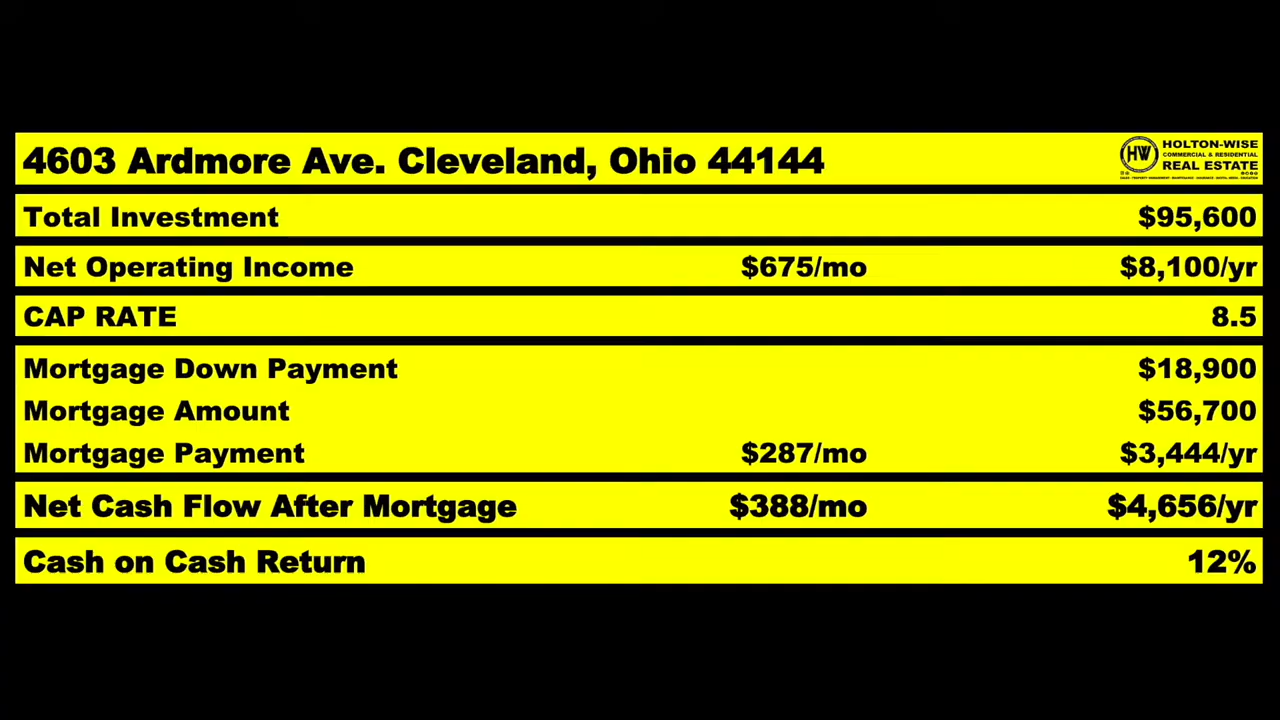 4603 Ardmore Ave. Cleveland, Ohio 44144
HW
HOLTON-WISE
COMMERCIAL & RESIDENTIAL
REAL ESTATE
Total Investment $95,600
Net Operating Income $675/mo $8,100/yr
CAP RATE 8.5
Mortgage Down Payment $18,900
Mortgage Amount $56,700
Mortgage Payment $287/mo $3,444/yr
Net Cash Flow After Mortgage $388/mo $4,656/yr
Cash on Cash Return 12%